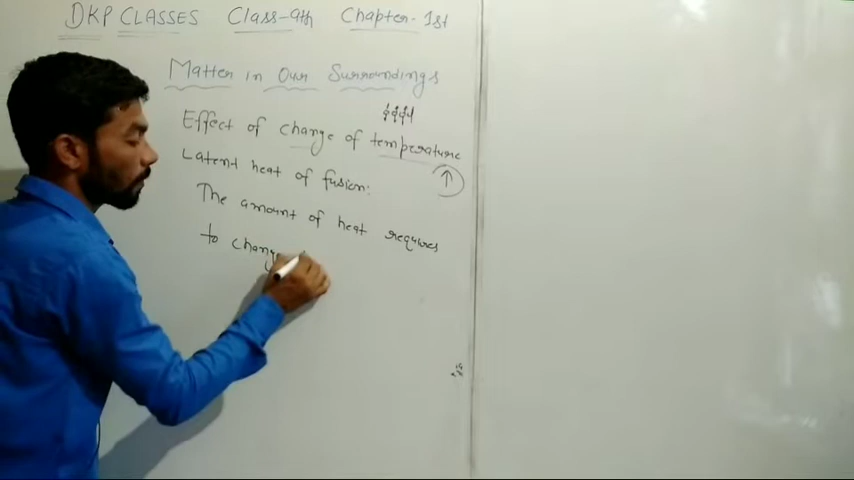 DKP CLASSES Class-9th Chapter-1st
Matter in Our Surroundings
Effect of change of temperature
Latent heat of fusion:
The amount of heat requires
to chang